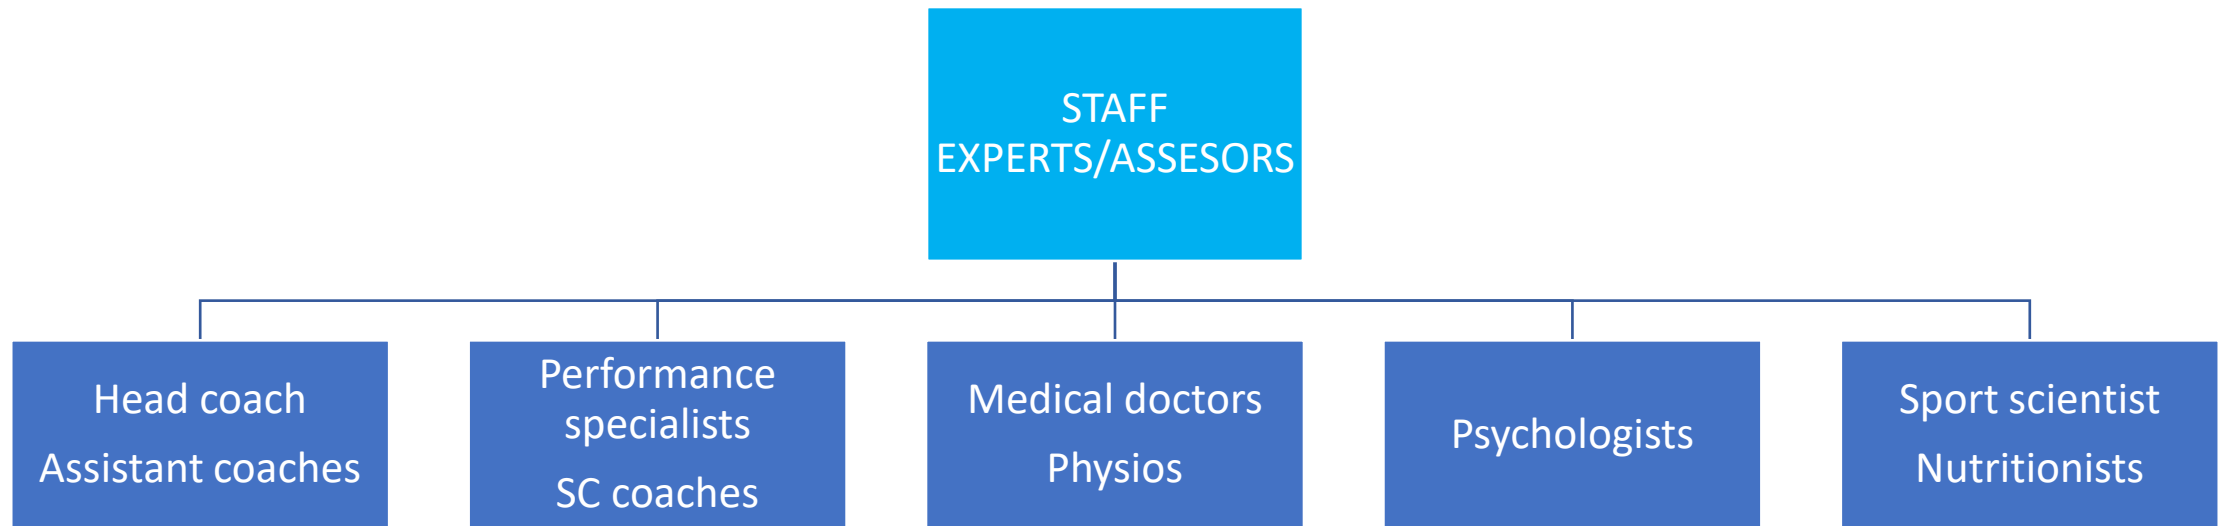 STAFF
EXPERTS/ASSESORS
Head coach
Assistant coaches
Performance
specialists
SC coaches
Medical doctors
Physios
Psychologists
Sport scientist
Nutritionists